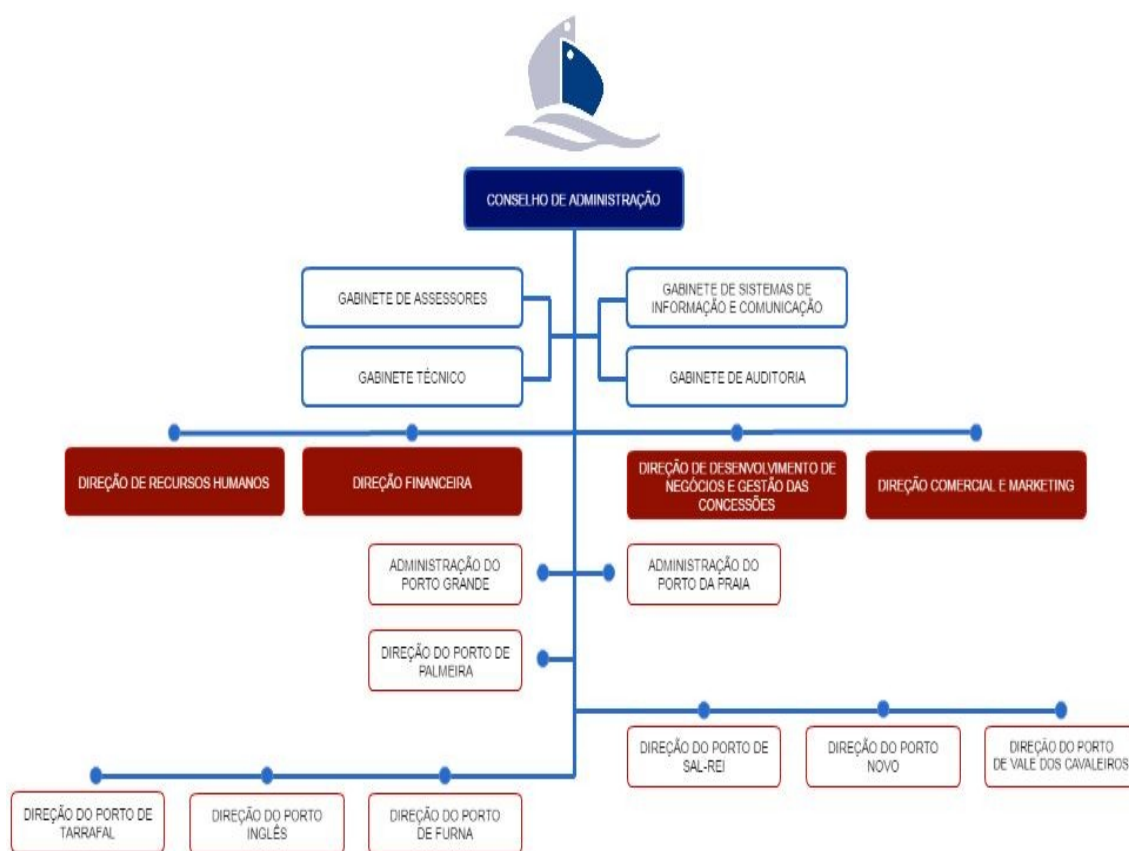 CONSELHO DE ADMINISTRAÇÃO
GABINETE DE ASSESSORES
GABINETE DE SISTEMAS DE
INFORMAÇÃO E COMUNICAÇÃO
GABINETE TÉCNICO
GABINETE DE AUDITORIA
DIREÇÃO DE RECURSOS HUMANOS
DIREÇÃO FINANCEIRA
DIREÇÃO DE DESENVOLVIMENTO DE
NEGÓCIOS E GESTÃO DAS
CONCESSÕES
DIREÇÃO COMERCIAL E MARKETING
ADMINISTRAÇÃO DO
PORTO GRANDE
ADMINISTRAÇÃO DO
PORTO DA PRAIA
DIREÇÃO DO PORTO DE
PALMEIRA
DIREÇÃO DO PORTO DE
SAL-REI
DIREÇÃO DO PORTO
NOVO
DIREÇÃO DO PORTO
DE VALE DOS CAVALEIROS
DIREÇÃO DO PORTO DE
TARRAFAL
DIREÇÃO DO PORTO
INGLÊS
DIREÇÃO DO PORTO
DE FURNA